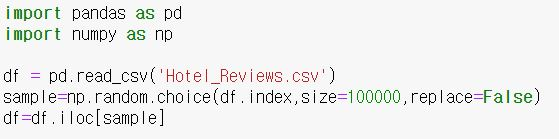 import pandas as pd
import numpy as np
df = pd.read_csv('Hotel_Reviews.csv')
sample=np.random.choice(df.index,size=100000,replace=False)
df=df.iloc[sample]